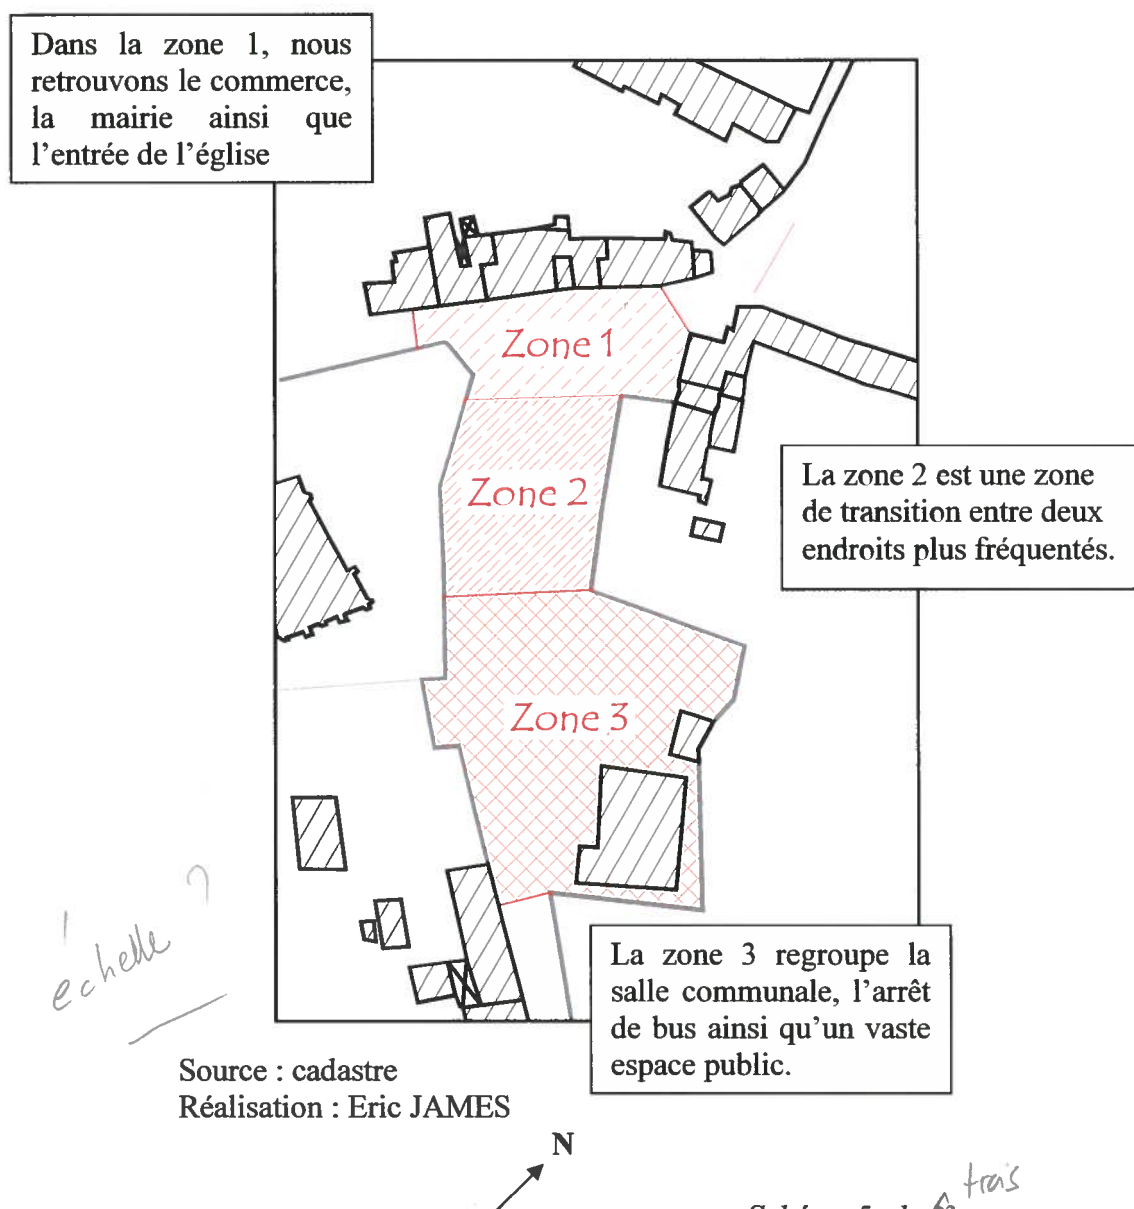 Dans la zone 1, nous
retrouvons le commerce,
la mairie ainsi que
l'entrée de l'église
Zone 1
Zone 2
La zone 2 est une zone
de transition entre deux
endroits plus fréquentés.
Zone 3
échelle ?
La zone 3 regroupe la
salle communale, l'arrêt
de bus ainsi qu'un vaste
espace public.
Source : cadastre
Réalisation : Eric JAMES
N
trois